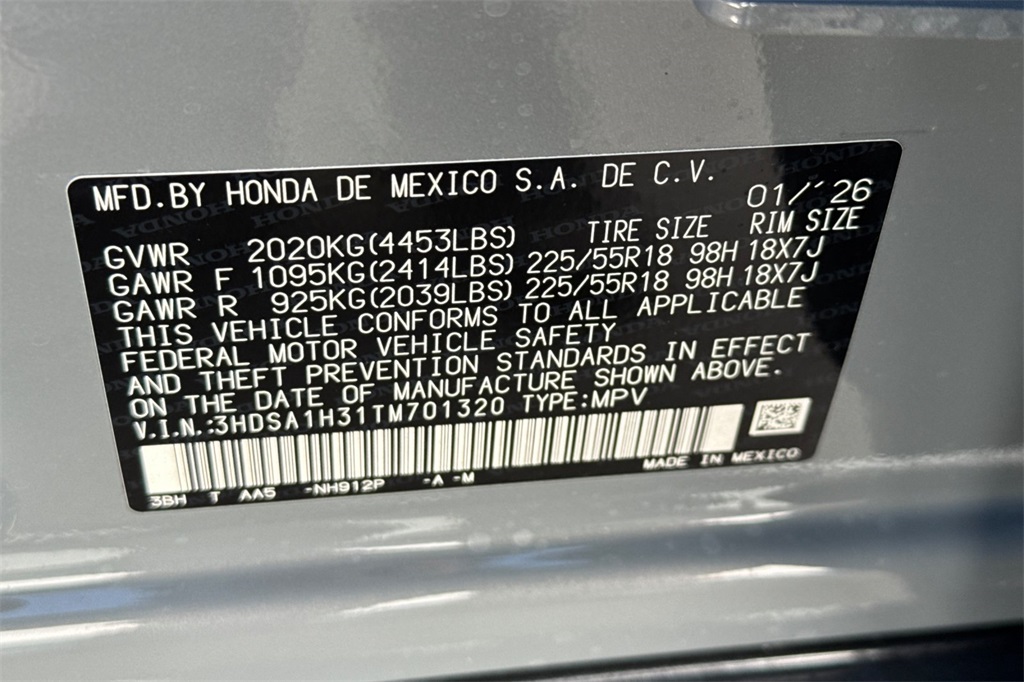 MFD.BY HONDA DE MEXICO S.A. DE C.V. 01/'26
TIRE SIZE RIM SIZE
GVWR 2020KG(4453LBS)
GAWR F 1095KG(2414LBS) 225/55R18 98H 18X7J
GAWR R 925KG(2039LBS) 225/55R18 98H 18X7J
THIS VEHICLE CONFORMS TO ALL APPLICABLE
FEDERAL MOTOR VEHICLE SAFETY
AND THEFT PREVENTION STANDARDS IN EFFECT
ON THE DATE OF MANUFACTURE SHOWN ABOVE.
V.I.N.:3HDSA1H31TM701320 TYPE:MPV
MADE IN MEXICO
3BH T AA5 -NH912P -A -M